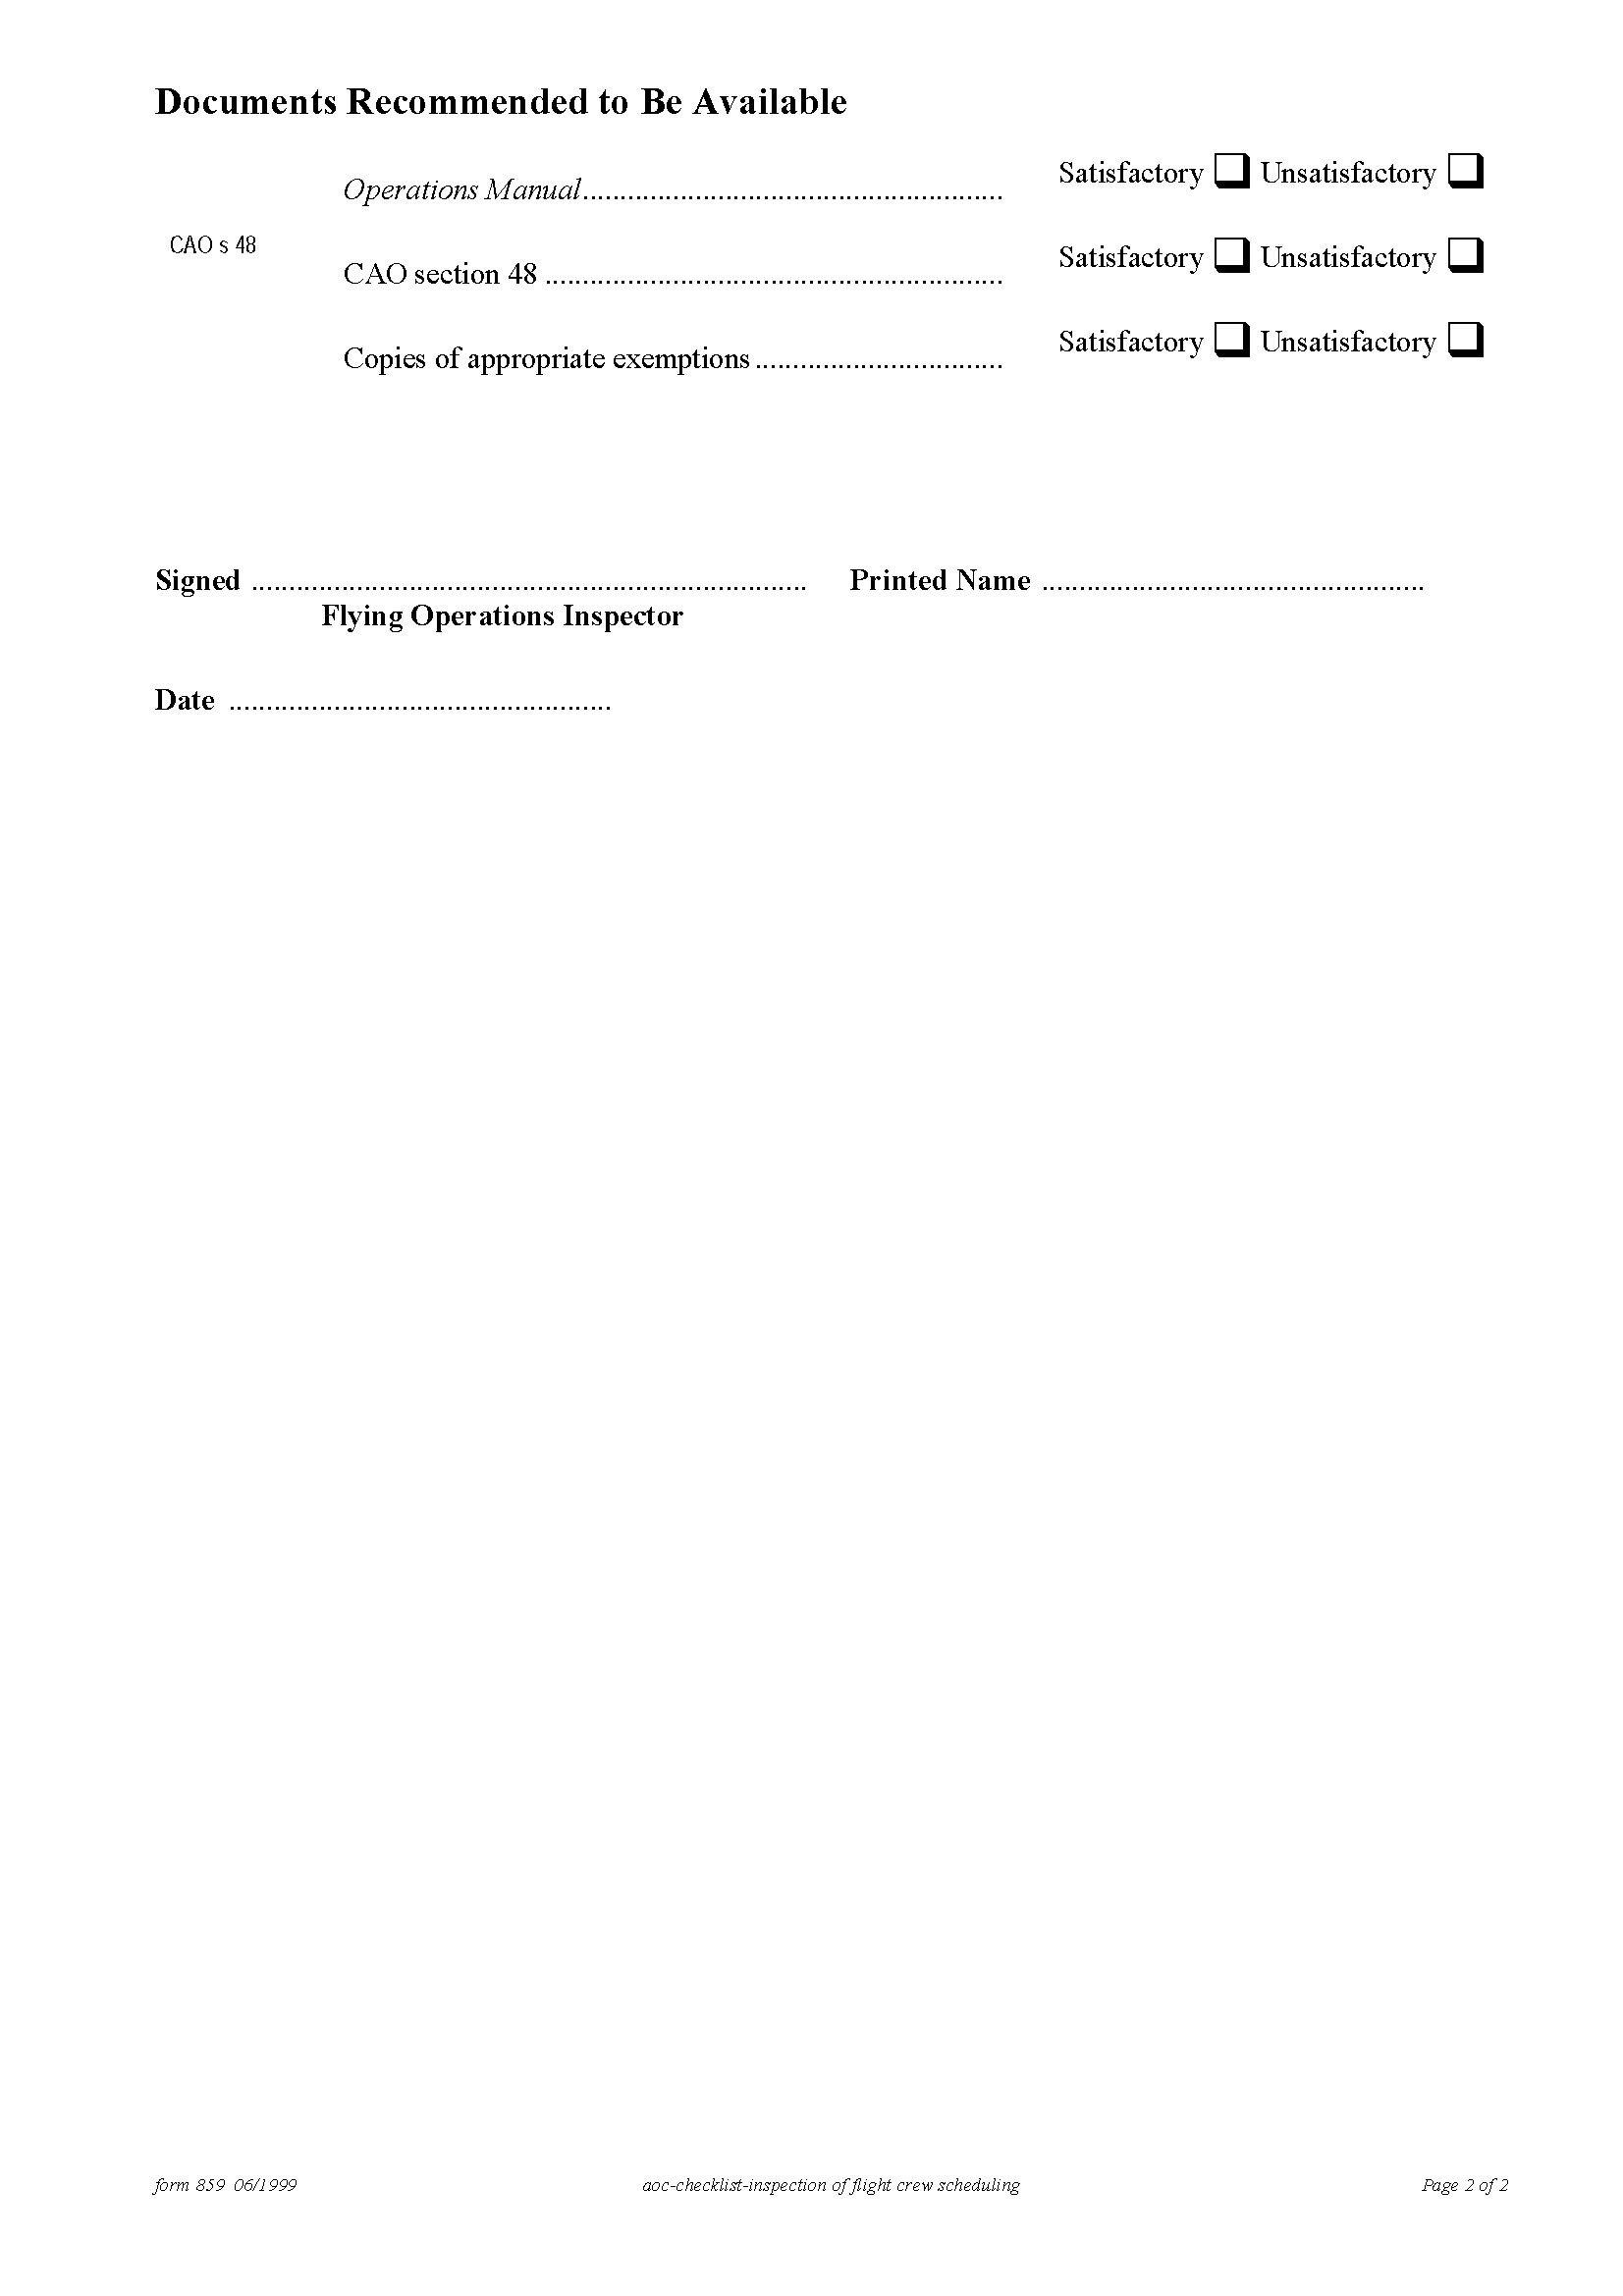 Documents Recommended to Be Available
Operations Manual........................................................ Satisfactory ☐ Unsatisfactory ☐
CAO s 48
CAO section 48 ............................................................. Satisfactory ☐ Unsatisfactory ☐
Copies of appropriate exemptions ................................. Satisfactory ☐ Unsatisfactory ☐
Signed .......................................................................... Printed Name ...................................................
Flying Operations Inspector
Date ...................................................
form 859 06/1999 aoc-checklist-inspection of flight crew scheduling Page 2 of 2